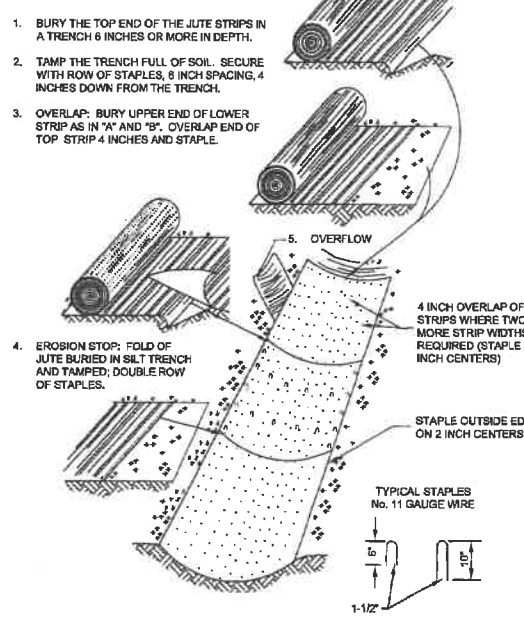 1. BURY THE TOP END OF THE JUTE STRIPS IN
A TRENCH 6 INCHES OR MORE IN DEPTH.
2. TAMP THE TRENCH FULL OF SOIL. SECURE
WITH ROW OF STAPLES, 6 INCH SPACING, 4
INCHES DOWN FROM THE TRENCH.
3. OVERLAP: BURY UPPER END OF LOWER
STRIP AS IN "A" AND "B". OVERLAP END OF
TOP STRIP 4 INCHES AND STAPLE.
5. OVERFLOW
4 INCH OVERLAP OF
STRIPS WHERE TWO
MORE STRIP WIDTHS
REQUIRED (STAPLE
INCH CENTERS)
4. EROSION STOP: FOLD OF
JUTE BURIED IN SILT TRENCH
AND TAMPED; DOUBLE ROW
OF STAPLES.
STAPLE OUTSIDE ED
ON 2 INCH CENTERS
TYPICAL STAPLES
No. 11 GAUGE WIRE
6"
10"
1-1/2"